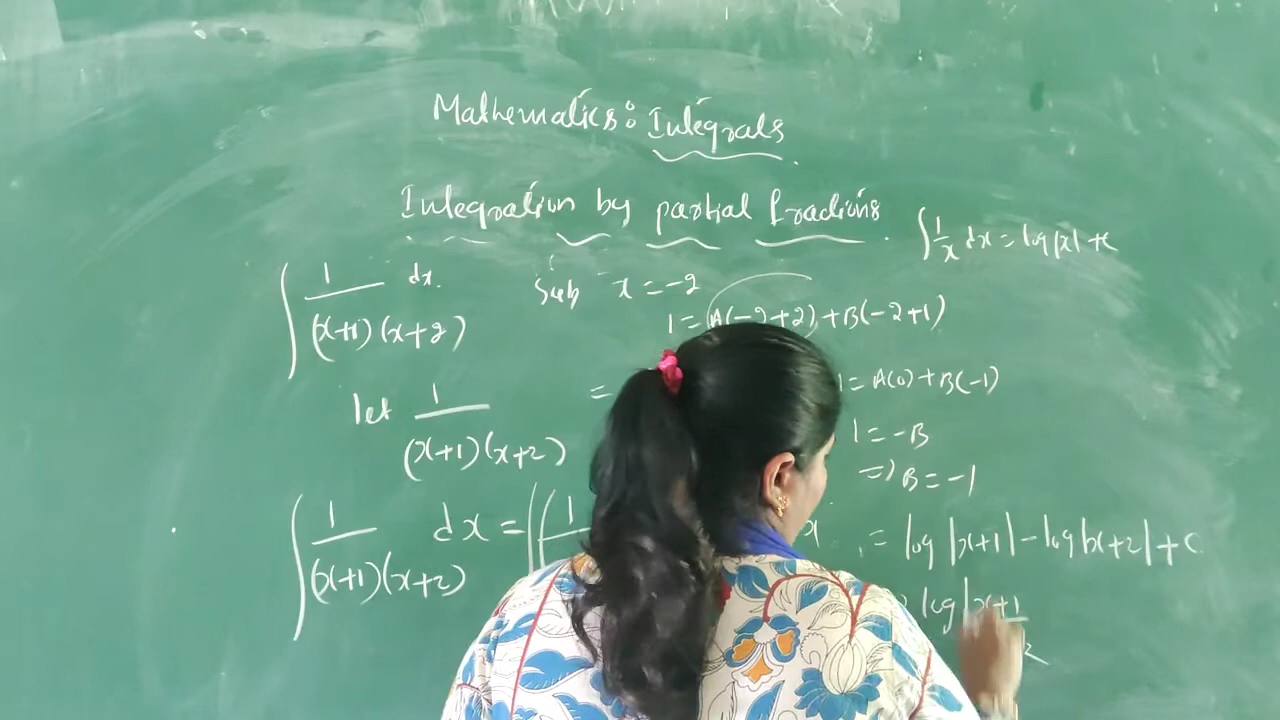 Mathematics: Integrals
Integration by partial fractions
∫ 1/x dx = log|x| + c
∫ 1/((x+1)(x+2)) dx.
Sub x = -2
1 = A(-2+2) + B(-2+1)
let 1/((x+1)(x+2)) =
1 = A(0) + B(-1)
1 = -B
=> B = -1
∫ 1/((x+1)(x+2)) dx = ∫(1
= log|x+1| - log|x+2| + C
log|x+1
2